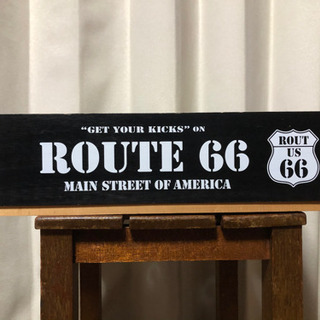 “GET YOUR KICKS” ON
ROUTE 66
MAIN STREET OF AMERICA
ROUT
US
66